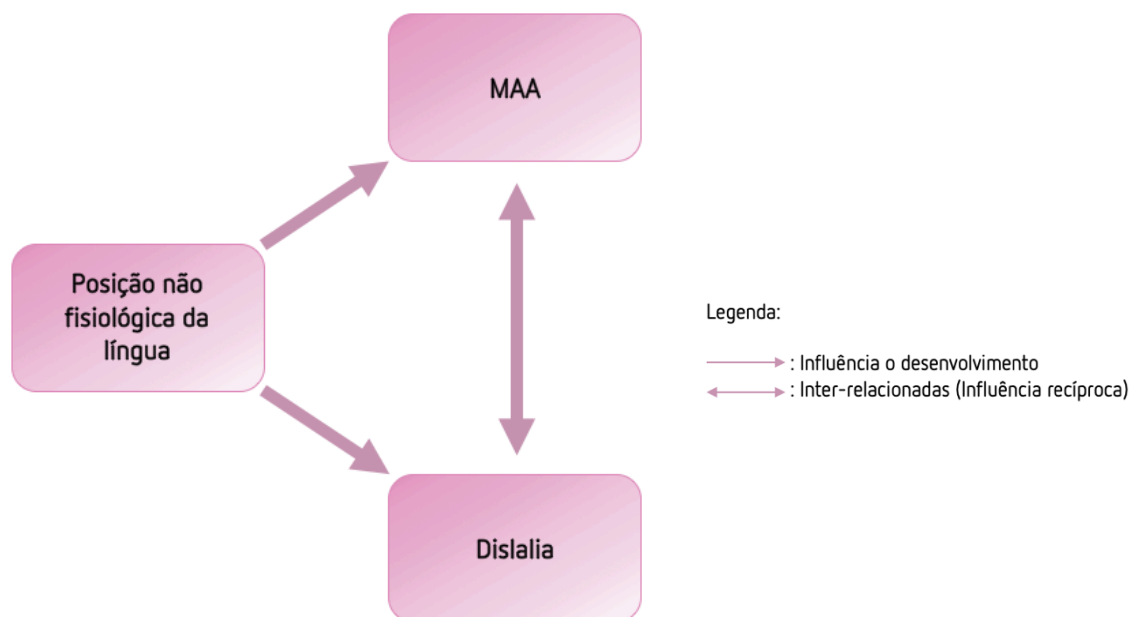 MAA
Posição não
fisiológica da
língua
Legenda:
: Influência o desenvolvimento
: Inter-relacionadas (Influência recíproca)
Dislalia